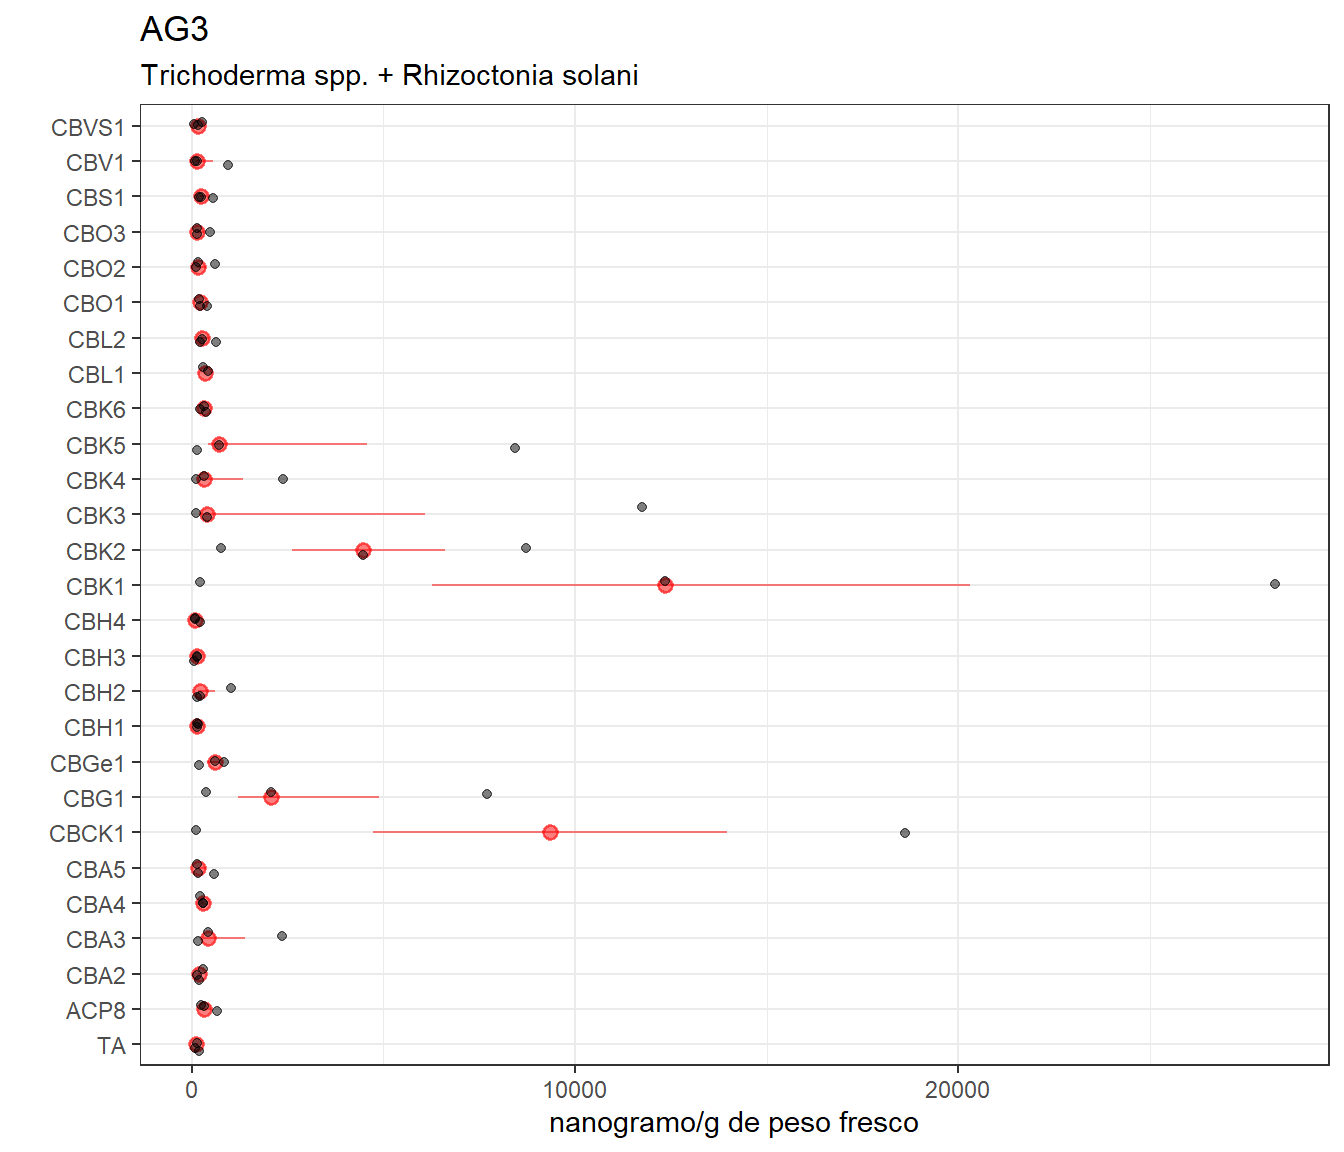 AG3
Trichoderma spp. + Rhizoctonia solani
CBVS1
CBV1
CBS1
CBO3
CBO2
CBO1
CBL2
CBL1
CBK6
CBK5
CBK4
CBK3
CBK2
CBK1
CBH4
CBH3
CBH2
CBH1
CBGe1
CBG1
CBCK1
CBA5
CBA4
CBA3
CBA2
ACP8
TA
0 10000 20000
nanogramo/g de peso fresco